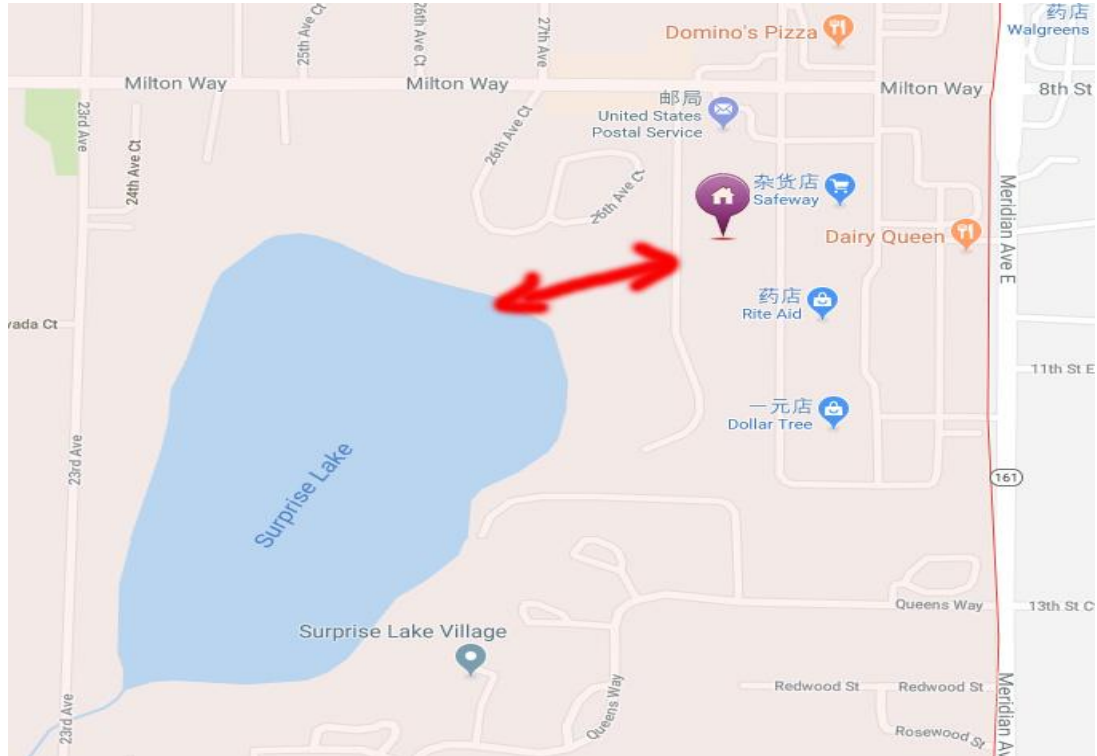 25th Ave Ct
26th Ave Ct
27th Ave
Domino's Pizza
药店
Walgreens
Milton Way
Milton Way
Milton Way
8th St
23rd Ave
24th Ave Ct
26th Ave Ct
26th Ave Ct
邮局
United States
Postal Service
杂货店
Safeway
Dairy Queen
Meridian Ave E
药店
Rite Aid
vada Ct
11th St E
一元店
Dollar Tree
23rd Ave
Surprise Lake
161
Queens Way
13th St C
Surprise Lake Village
Queens Way
Redwood St
Redwood St
Rosewood St
23rd Ave
Meridian Av